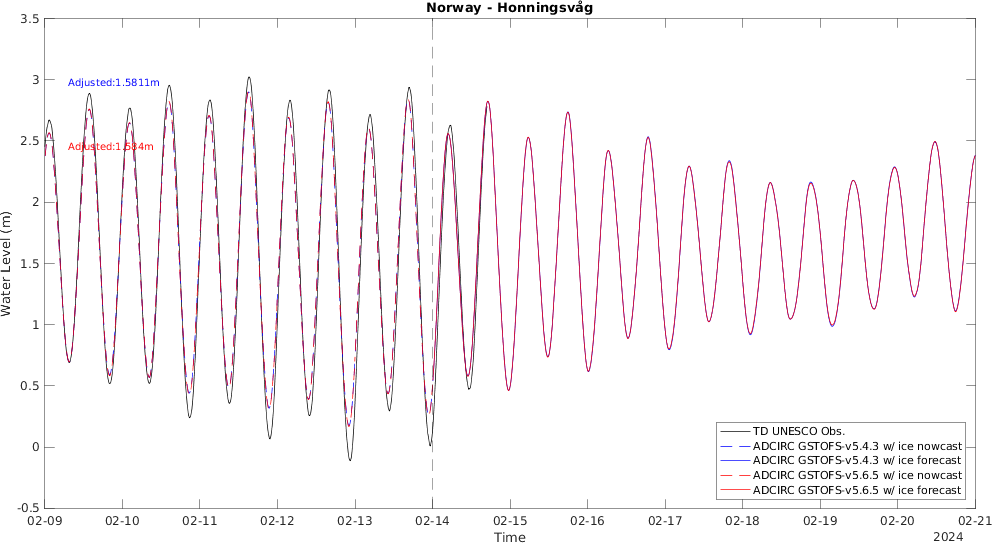 Norway - Honningsvåg
3.5
3
2.5
2
1.5
1
0.5
0
-0.5
Water Level (m)
Adjusted:1.5811m
Adjusted:1.584m
TD UNESCO Obs.
ADCIRC GSTOFS-v5.4.3 w/ ice nowcast
ADCIRC GSTOFS-v5.4.3 w/ ice forecast
ADCIRC GSTOFS-v5.6.5 w/ ice nowcast
ADCIRC GSTOFS-v5.6.5 w/ ice forecast
02-09 02-10 02-11 02-12 02-13 02-14 02-15 02-16 02-17 02-18 02-19 02-20 02-21
Time
2024